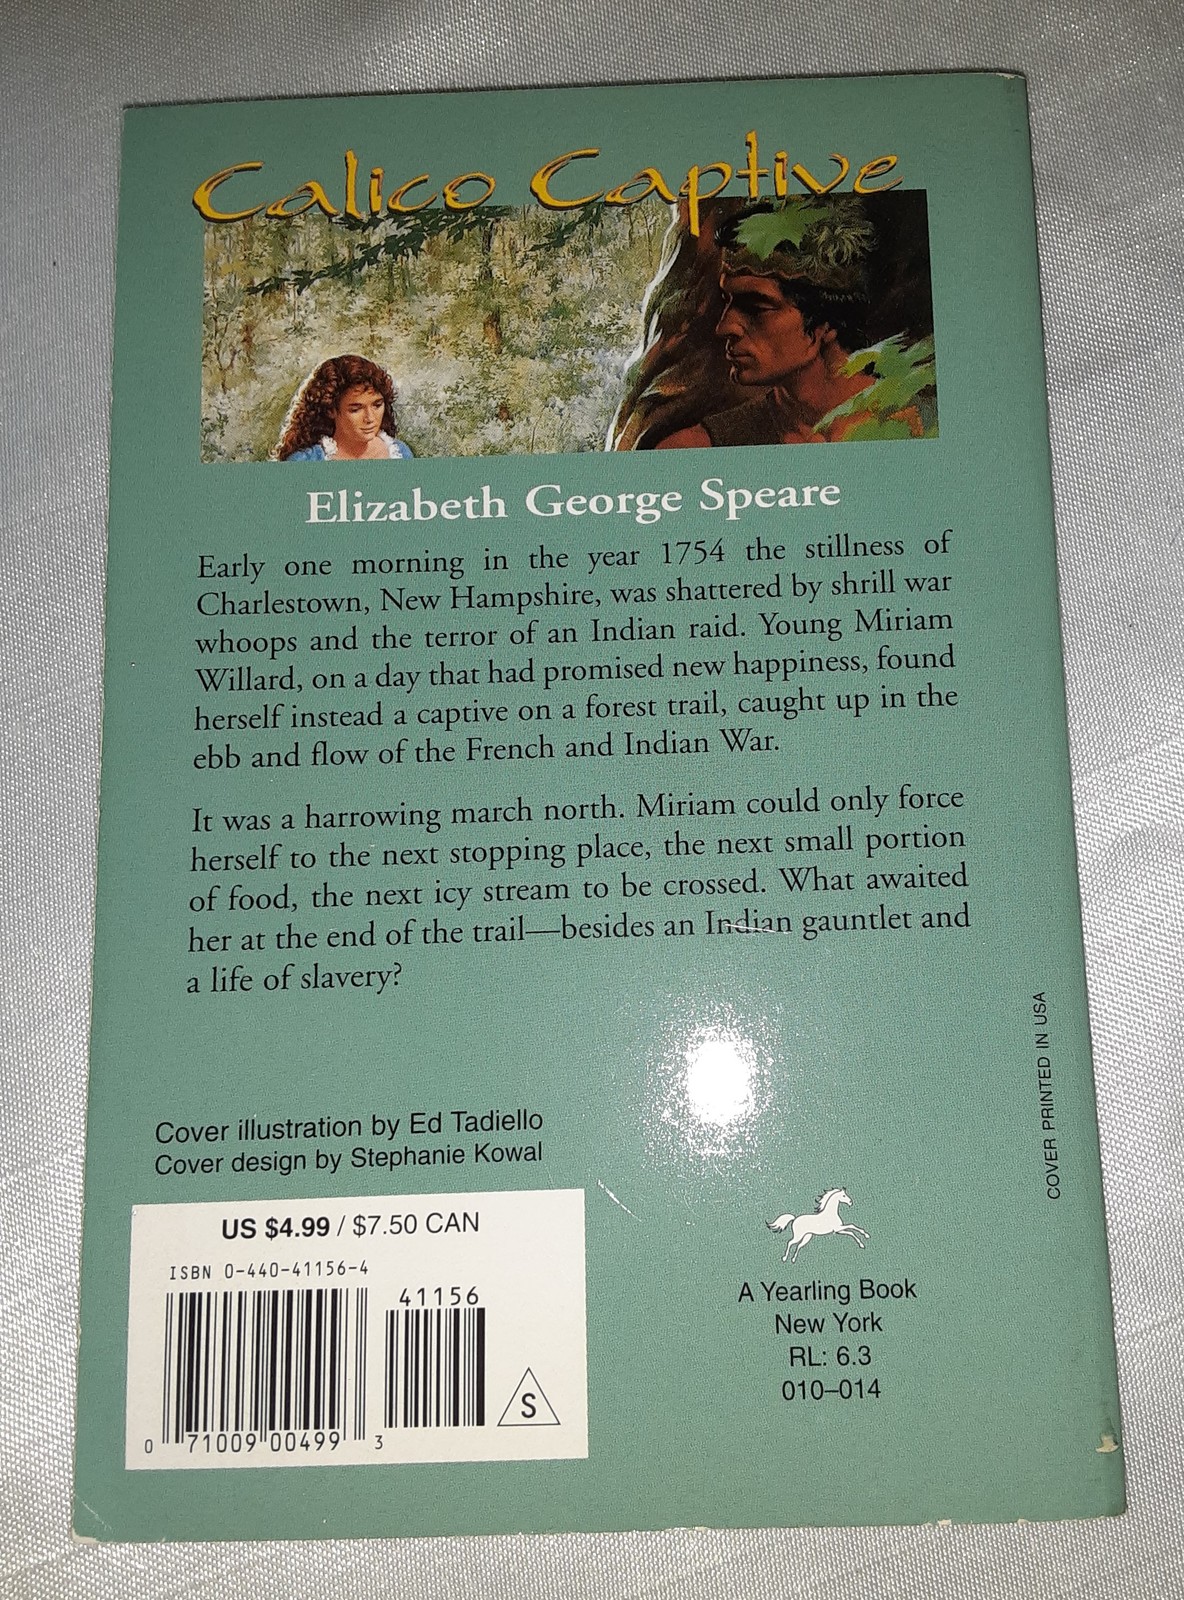 Calico Captive
Elizabeth George Speare
Early one morning in the year 1754 the stillness of
Charlestown, New Hampshire, was shattered by shrill war
whoops and the terror of an Indian raid. Young Miriam
Willard, on a day that had promised new happiness, found
herself instead a captive on a forest trail, caught up in the
ebb and flow of the French and Indian War.
It was a harrowing march north. Miriam could only force
herself to the next stopping place, the next small portion
of food, the next icy stream to be crossed. What awaited
her at the end of the trail—besides an Indian gauntlet and
a life of slavery?
Cover illustration by Ed Tadiello
Cover design by Stephanie Kowal
US $4.99 / $7.50 CAN
ISBN 0-440-41156-4
41156
S
0 71009 00499 3
A Yearling Book
New York
RL: 6.3
010–014
COVER PRINTED IN USA